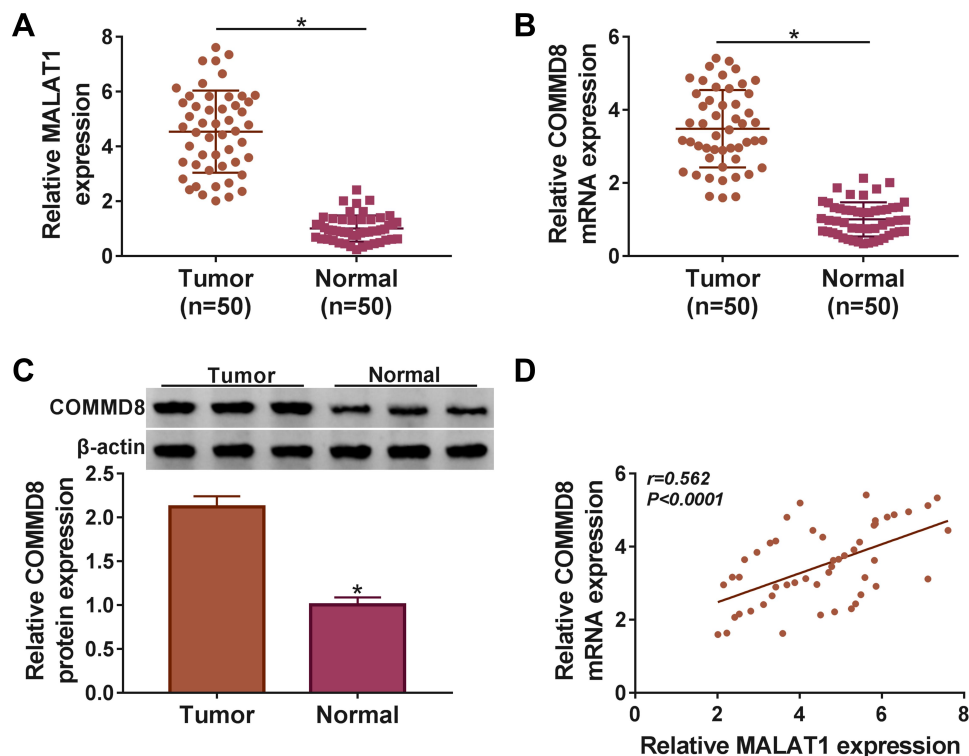 A
Relative MALAT1
expression
8
6
4
2
0
*
Tumor
(n=50)
Normal
(n=50)
B
Relative COMMD8
mRNA expression
6
4
2
0
*
Tumor
(n=50)
Normal
(n=50)
C
Tumor
Normal
COMMD8
β-actin
Relative COMMD8
protein expression
2.5
2.0
1.5
1.0
0.5
0.0
*
Tumor
Normal
D
Relative COMMD8
mRNA expression
6
4
2
0
r=0.562
P<0.0001
0 2 4 6 8
Relative MALAT1 expression